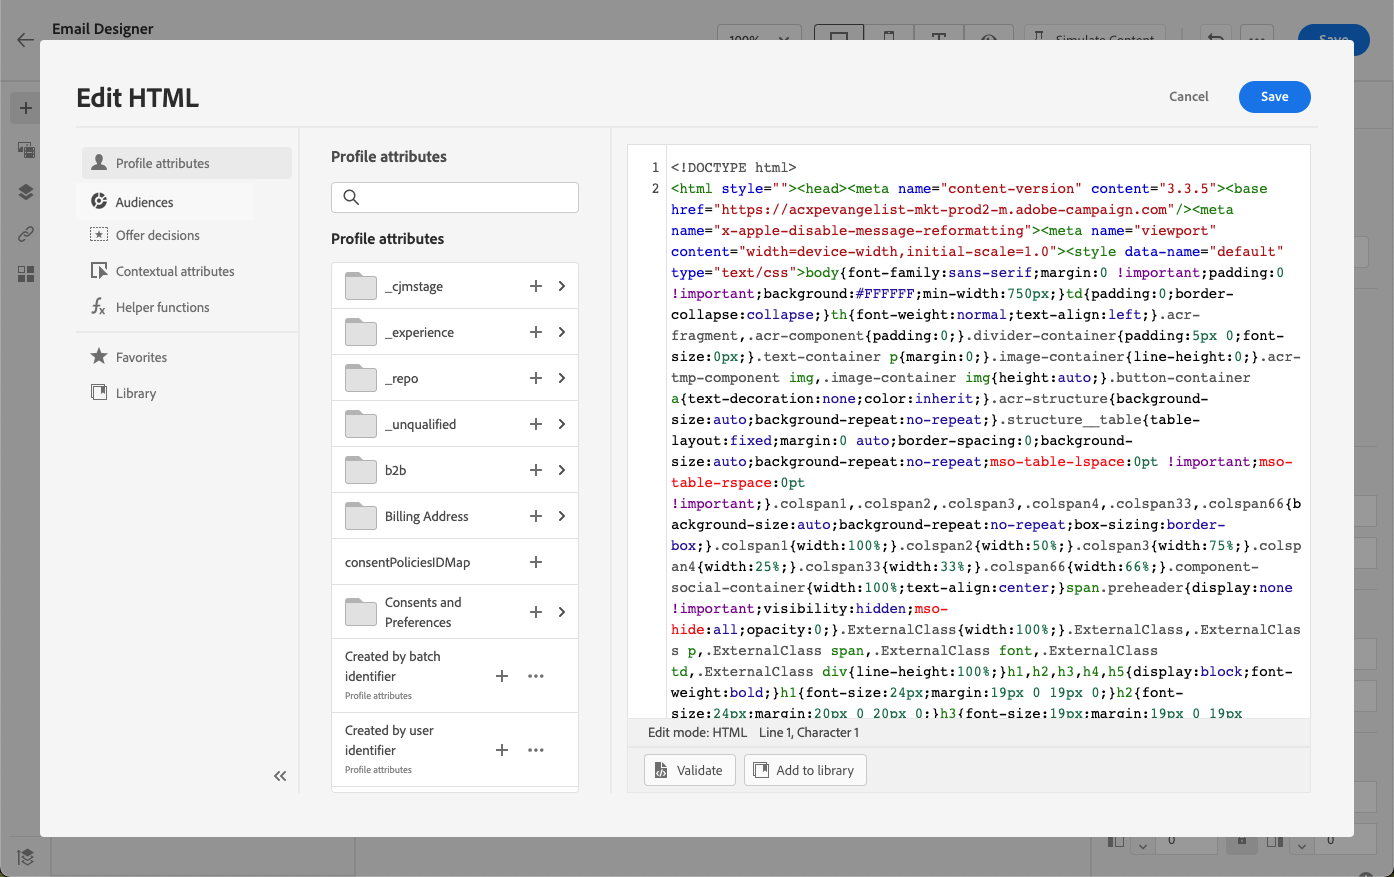 Email Designer
100%
Simulate Content
Save
Edit HTML
Cancel
Save
Profile attributes
Audiences
Offer decisions
Contextual attributes
Helper functions
Favorites
Library
Profile attributes
Profile attributes
_cjmstage
_experience
_repo
_unqualified
b2b
Billing Address
consentPoliciesIDMap
Consents and
Preferences
Created by batch
identifier
Profile attributes
Created by user
identifier
Profile attributes
1 <!DOCTYPE html>
2 <html style=""><head><meta name="content-version" content="3.3.5"><base
href="https://acxpevangelist-mkt-prod2-m.adobe-campaign.com"/><meta
name="x-apple-disable-message-reformatting"><meta name="viewport"
content="width=device-width,initial-scale=1.0"><style data-name="default"
type="text/css">body{font-family:sans-serif;margin:0 !important;padding:0
!important;background:#FFFFFF;min-width:750px;}td{padding:0;border-
collapse:collapse;}th{font-weight:normal;text-align:left;}.acr-
fragment,.acr-component{padding:0;}.divider-container{padding:5px 0;font-
size:0px;}.text-container p{margin:0;}.image-container{line-height:0;}.acr-
tmp-component img,.image-container img{height:auto;}.button-container
a{text-decoration:none;color:inherit;}.acr-structure{background-
size:auto;background-repeat:no-repeat;}.structure__table{table-
layout:fixed;margin:0 auto;border-spacing:0;background-
size:auto;background-repeat:no-repeat;mso-table-lspace:0pt !important;mso-
table-rspace:0pt
!important;}.colspan1,.colspan2,.colspan3,.colspan4,.colspan33,.colspan66{b
ackground-size:auto;background-repeat:no-repeat;box-sizing:border-
box;}.colspan1{width:100%;}.colspan2{width:50%;}.colspan3{width:75%;}.colsp
an4{width:25%;}.colspan33{width:33%;}.colspan66{width:66%;}.component-
social-container{width:100%;text-align:center;}span.preheader{display:none
!important;visibility:hidden;mso-
hide:all;opacity:0;}.ExternalClass{width:100%;}.ExternalClass,.ExternalClas
s p,.ExternalClass span,.ExternalClass font,.ExternalClass
td,.ExternalClass div{line-height:100%;}h1,h2,h3,h4,h5{display:block;font-
weight:bold;}h1{font-size:24px;margin:19px 0 19px 0;}h2{font-
size:24px;margin:20px 0 20px 0;}h3{font-size:19px;margin:19px 0 19px
Edit mode: HTML Line 1, Character 1
Validate
Add to library
0
0